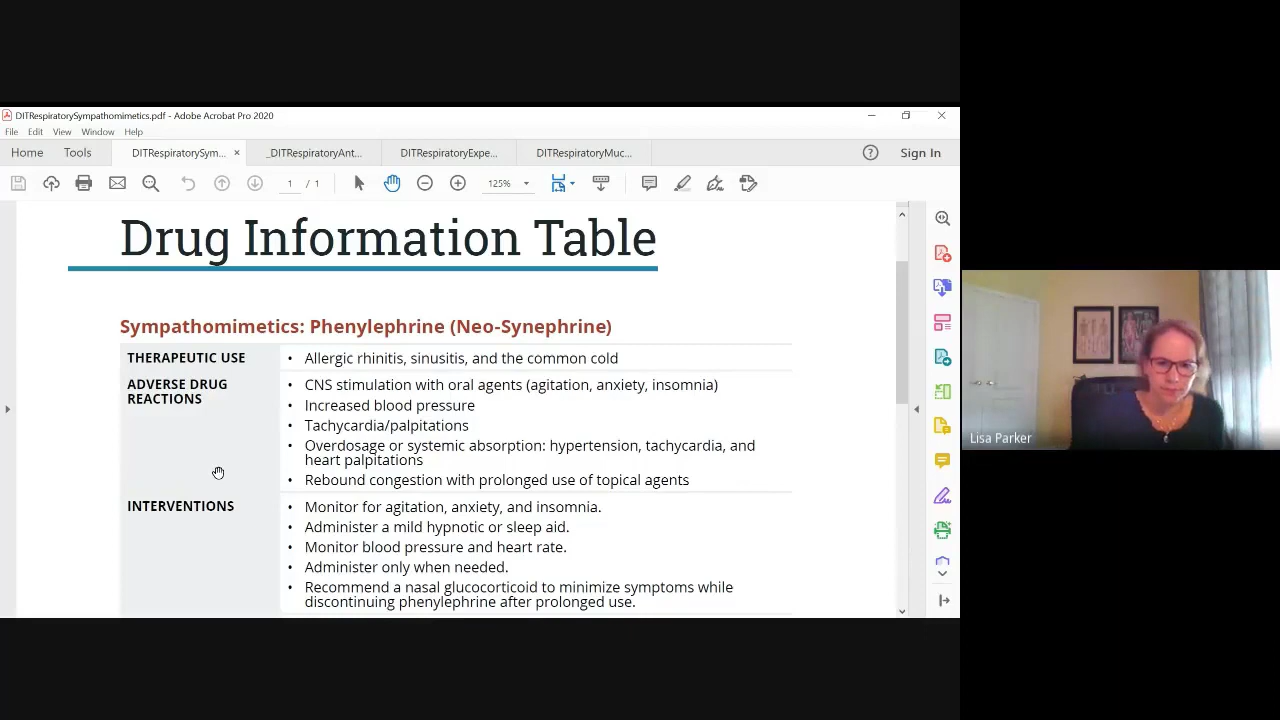 DITRespiratorySympathomimetics.pdf - Adobe Acrobat Pro 2020
File Edit View Window Help
Home Tools DITRespiratorySym... × _DITRespiratoryAnt... DITRespiratoryExpe... DITRespiratoryMuc... Sign In
1 / 1 125%
Drug Information Table
Sympathomimetics: Phenylephrine (Neo-Synephrine)
THERAPEUTIC USE
• Allergic rhinitis, sinusitis, and the common cold
ADVERSE DRUG
REACTIONS
• CNS stimulation with oral agents (agitation, anxiety, insomnia)
• Increased blood pressure
• Tachycardia/palpitations
• Overdosage or systemic absorption: hypertension, tachycardia, and
heart palpitations
• Rebound congestion with prolonged use of topical agents
INTERVENTIONS
• Monitor for agitation, anxiety, and insomnia.
• Administer a mild hypnotic or sleep aid.
• Monitor blood pressure and heart rate.
• Administer only when needed.
• Recommend a nasal glucocorticoid to minimize symptoms while
discontinuing phenylephrine after prolonged use.
Lisa Parker